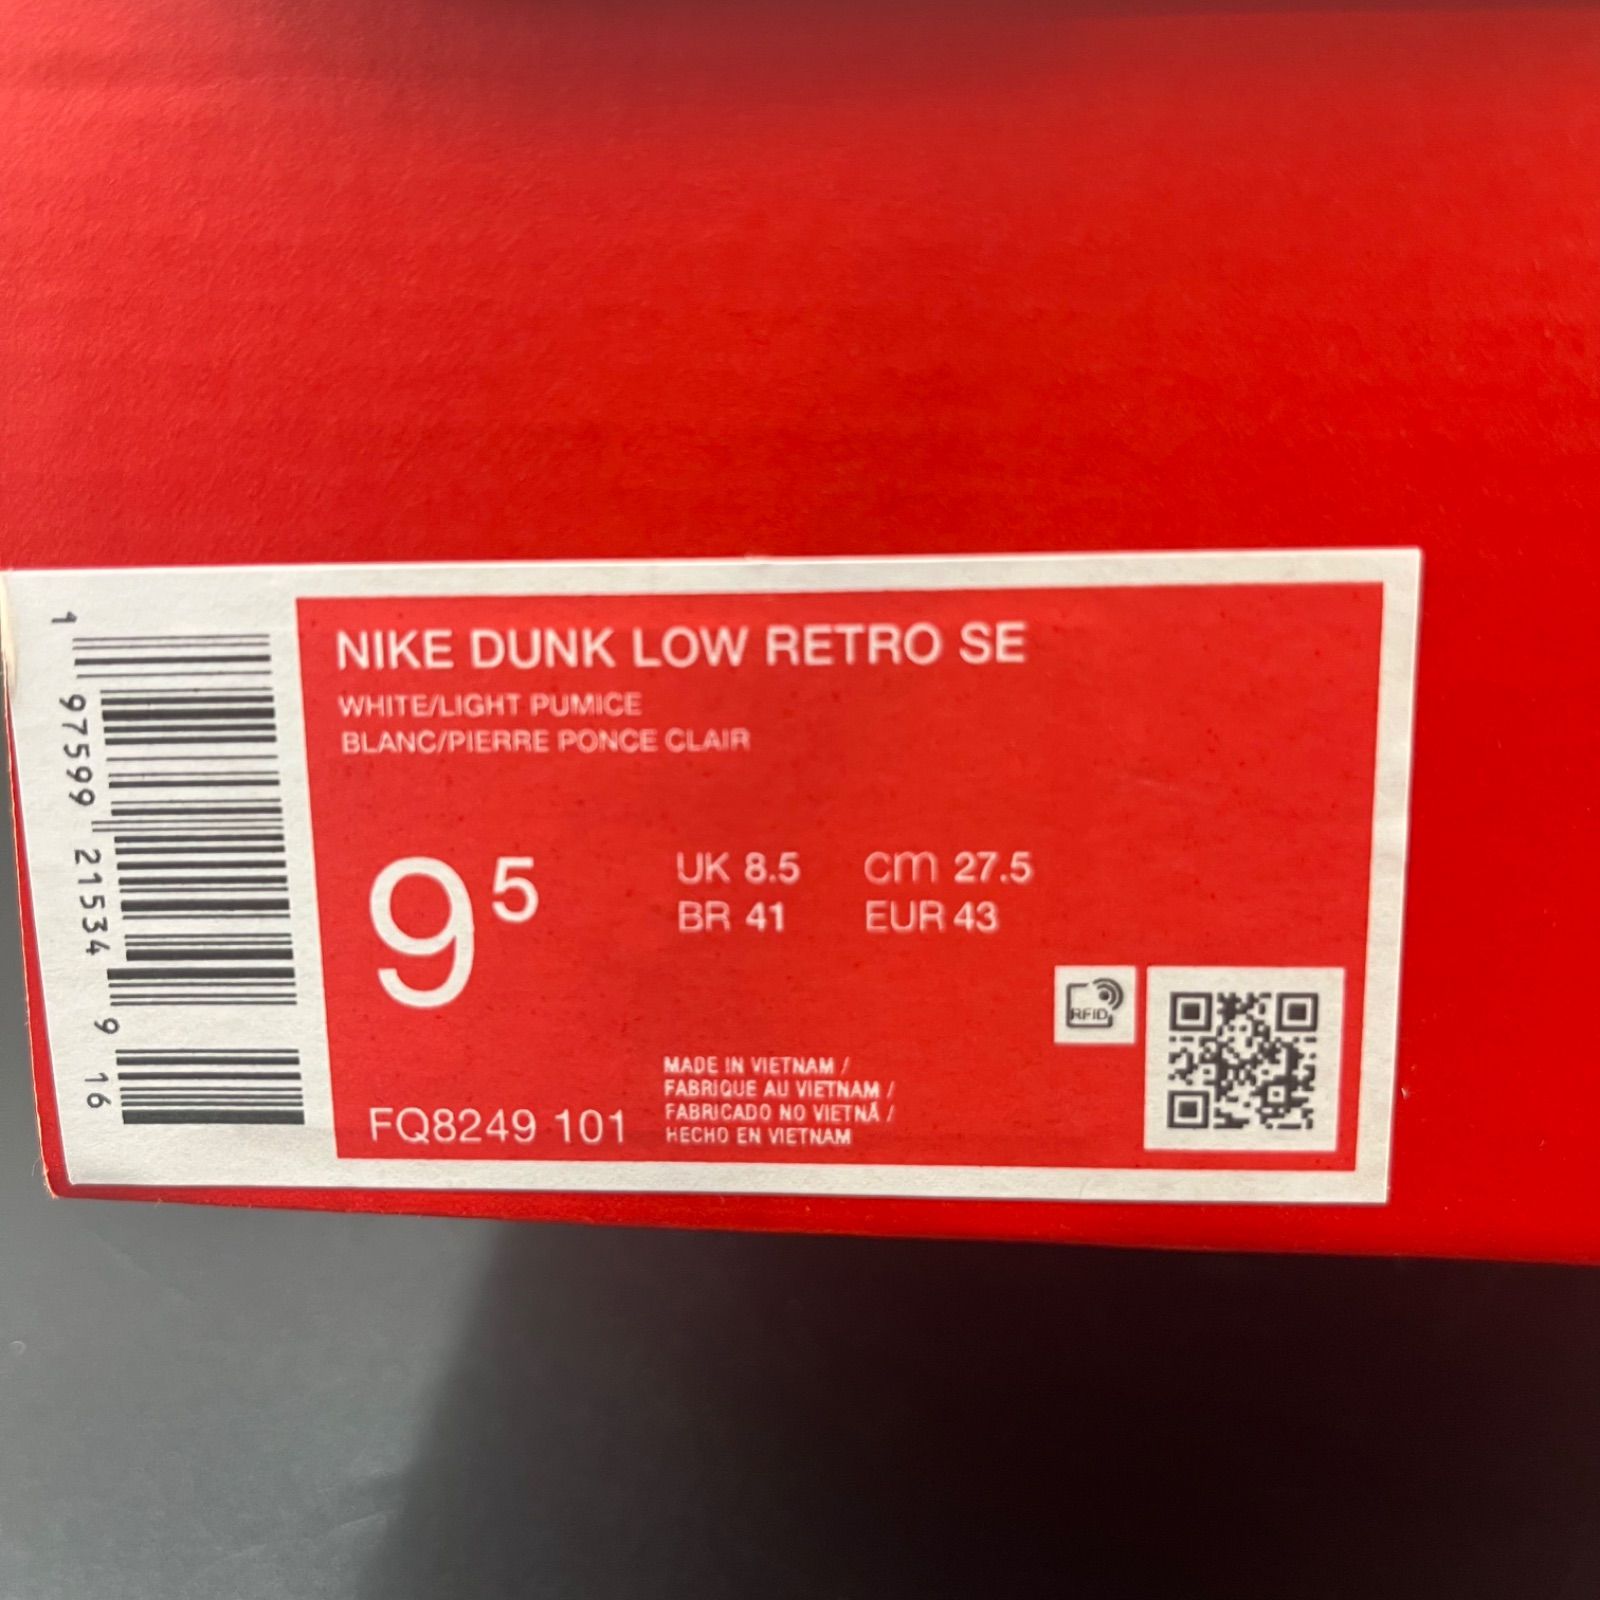 NIKE DUNK LOW RETRO SE
WHITE/LIGHT PUMICE
BLANC/PIERRE PONCE CLAIR
9 5
UK 8.5 cm 27.5
BR 41 EUR 43
RFID
MADE IN VIETNAM /
FABRIQUE AU VIETNAM /
FABRICADO NO VIETNÃ /
HECHO EN VIETNAM
FQ8249 101
1 97599 21534 9 16